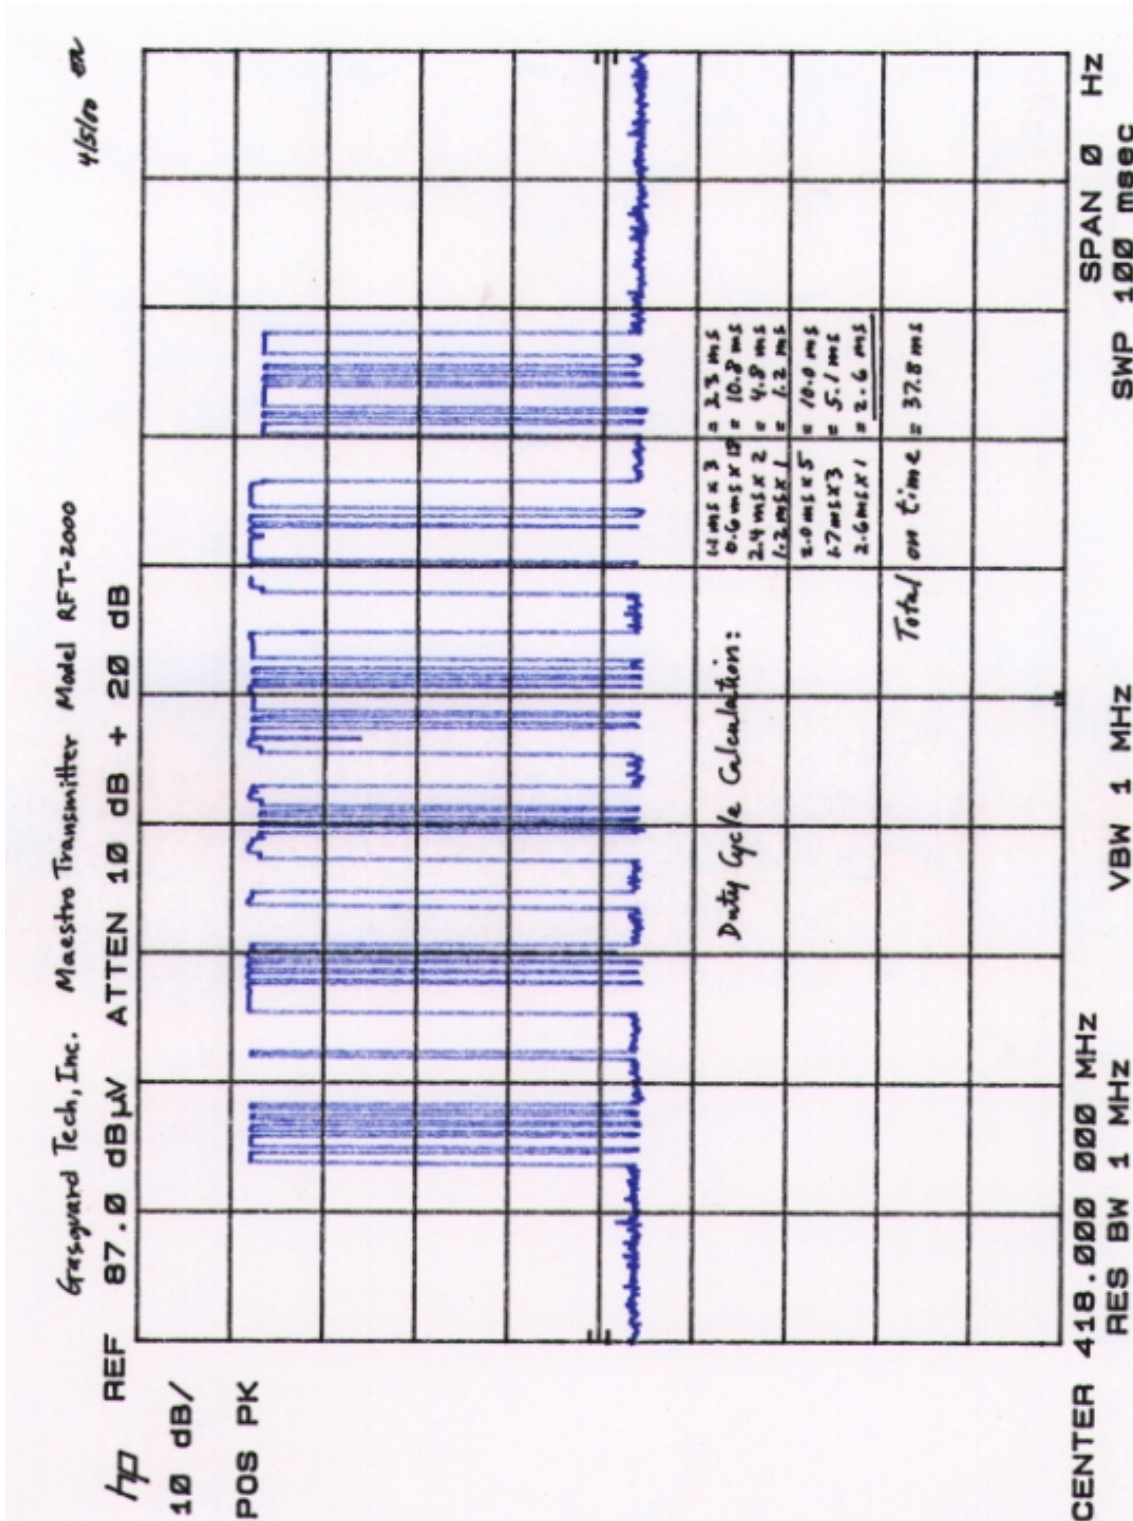 4/5/10
Gasguard Tech, Inc. Maestro Transmitter Model RFT-2000
hp REF 87.0 dBµV ATTEN 10 dB + 20 dB
10 dB/
POS PK
Duty Cycle Calculation:
1.1 ms x 3 = 3.3 ms
0.6 ms x 18 = 10.8 ms
2.4 ms x 2 = 4.8 ms
1.2 ms x 1 = 1.2 ms
2.0 ms x 5 = 10.0 ms
1.7 ms x 3 = 5.1 ms
2.6 ms x 1 = 2.6 ms
Total on time = 37.8 ms
CENTER 418.000 000 MHz SPAN 0 Hz
RES BW 1 MHz VBW 1 MHz SWP 100 msec